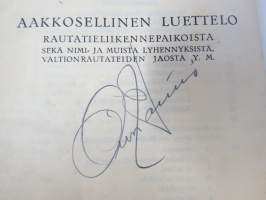 AAKKOSELLINEN LUETTELO
RAUTATIELIIKENNEPAIKOISTA
SEKÄ NIMI- JA MUISTA LYHENNYKSISTÄ,
VALTIONRAUTATEIDEN JAOSTA Y. M.